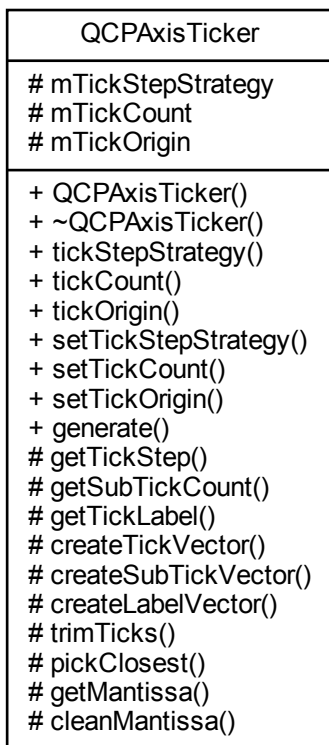 QCPAxisTicker
# mTickStepStrategy
# mTickCount
# mTickOrigin
+ QCPAxisTicker()
+ ~QCPAxisTicker()
+ tickStepStrategy()
+ tickCount()
+ tickOrigin()
+ setTickStepStrategy()
+ setTickCount()
+ setTickOrigin()
+ generate()
# getTickStep()
# getSubTickCount()
# getTickLabel()
# createTickVector()
# createSubTickVector()
# createLabelVector()
# trimTicks()
# pickClosest()
# getMantissa()
# cleanMantissa()